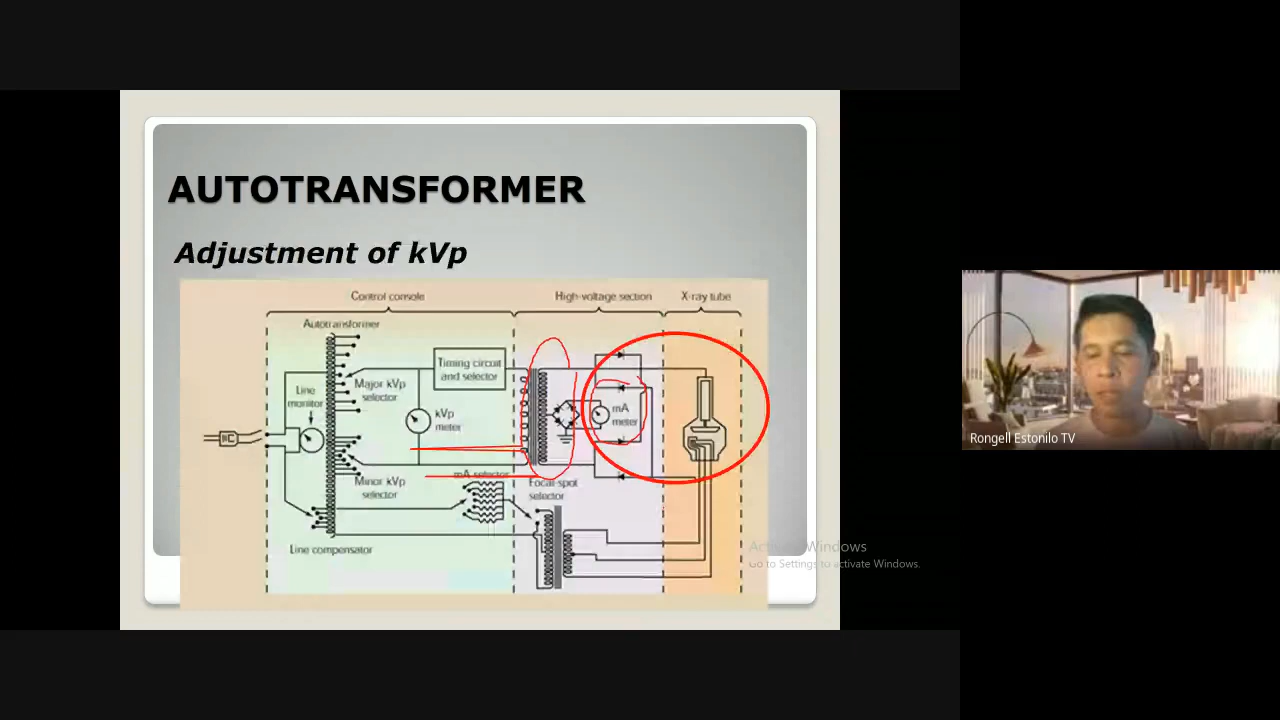 AUTOTRANSFORMER
Adjustment of kVp
Control console
High-voltage section
X-ray tube
Autotransformer
Timing circuit
and selector
Line
monitor
Major kVp
selector
kVp
meter
mA
meter
Minor kVp
selector
mA selector
Focal-spot
selector
Line compensator
Activate Windows
Go to Settings to activate Windows.
Rongell Estonilo TV